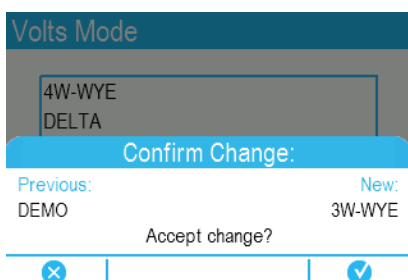 Volts Mode
4W-WYE
DELTA
Confirm Change:
Previous: New:
DEMO 3W-WYE
Accept change?